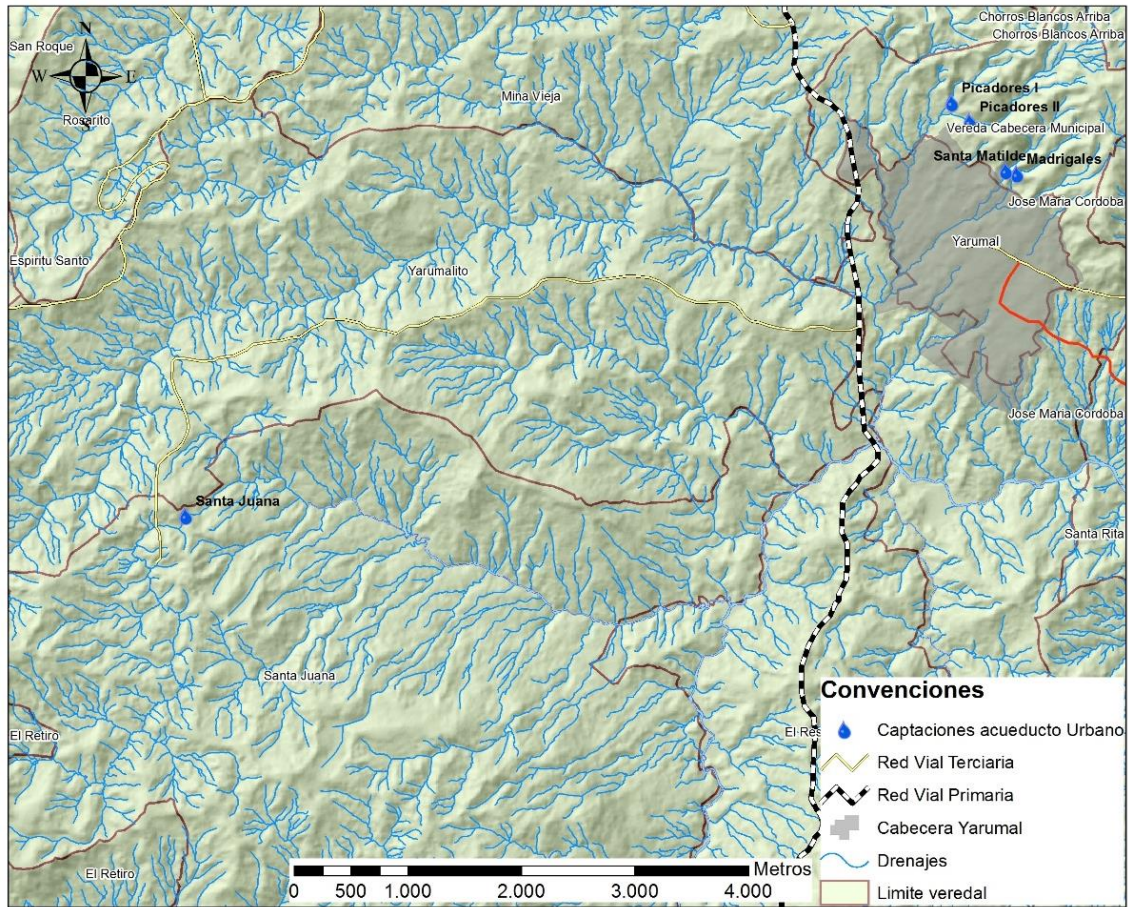 Chorros Blancos Arriba
Chorros Blancos Arriba
San Roque
N
W
E
S
Rosarito
Mina Vieja
Picadores I
Picadores II
Vereda Cabecera Municipal
Santa Matilde
Madrigales
Jose Maria Cordoba
Yarumal
Espiritu Santo
Yarumalito
Jose Maria Cordoba
Santa Juana
Santa Rita
Santa Juana
El Retiro
El Res
El Retiro
Convenciones
Captaciones acueducto Urbano
Red Vial Terciaria
Red Vial Primaria
Cabecera Yarumal
Drenajes
Limite veredal
Metros
0 500 1.000 2.000 3.000 4.000